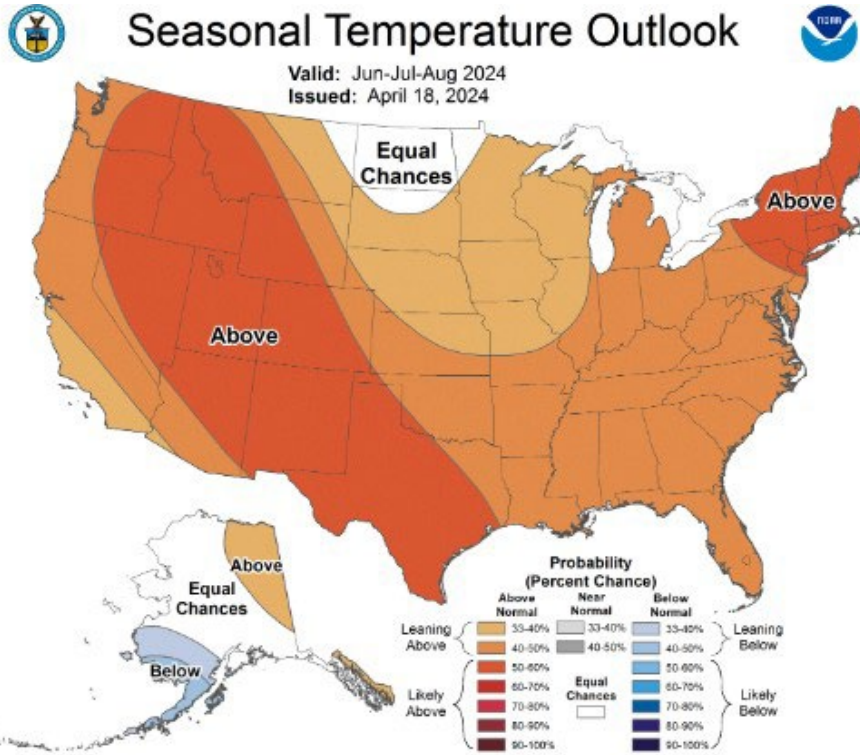 Seasonal Temperature Outlook
NOAA
Valid: Jun-Jul-Aug 2024
Issued: April 18, 2024
Equal
Chances
Above
Above
Above
Equal
Chances
Below
Probability
(Percent Chance)
Above
Normal
Near
Normal
Below
Normal
Leaning
Above
33-40% 33-40% 33-40%
40-50% 40-50% 40-50%
Leaning
Below
Likely
Above
50-60% 50-60%
60-70% 60-70%
70-80% 70-80%
80-90% 80-90%
90-100% 90-100%
Equal
Chances
Likely
Below